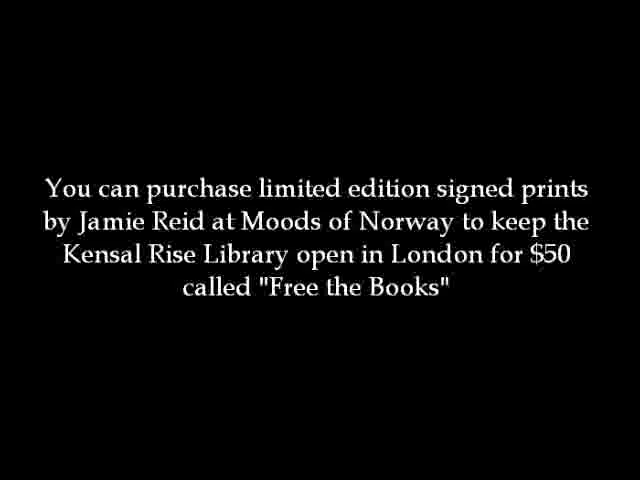 You can purchase limited edition signed prints
by Jamie Reid at Moods of Norway to keep the
Kensal Rise Library open in London for $50
called "Free the Books"